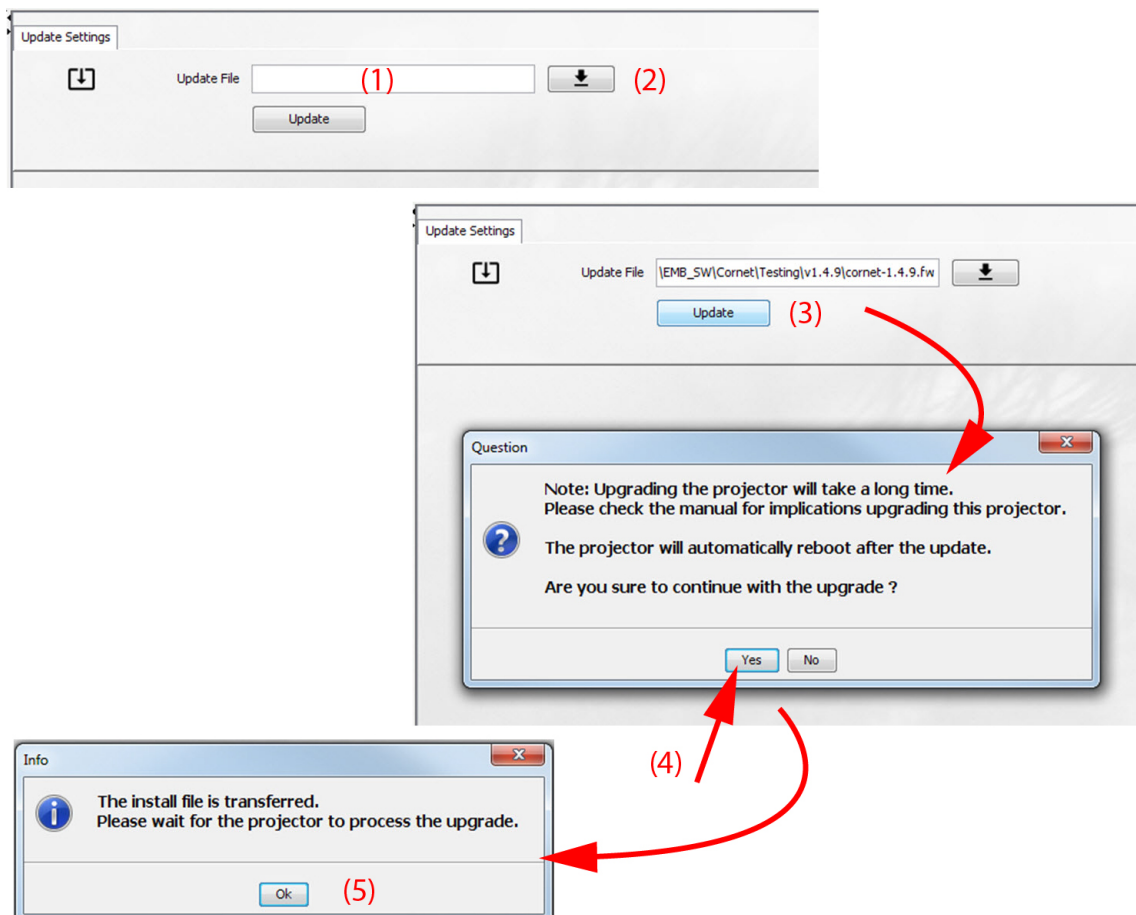 Update Settings
Update File (1) (2)
Update
Update Settings
Update File \EMB_SW\Cornet\Testing\v1.4.9\cornet-1.4.9.fw
Update (3)
Question
Note: Upgrading the projector will take a long time.
Please check the manual for implications upgrading this projector.
The projector will automatically reboot after the update.
Are you sure to continue with the upgrade ?
Yes No
(4)
Info
The install file is transferred.
Please wait for the projector to process the upgrade.
Ok (5)